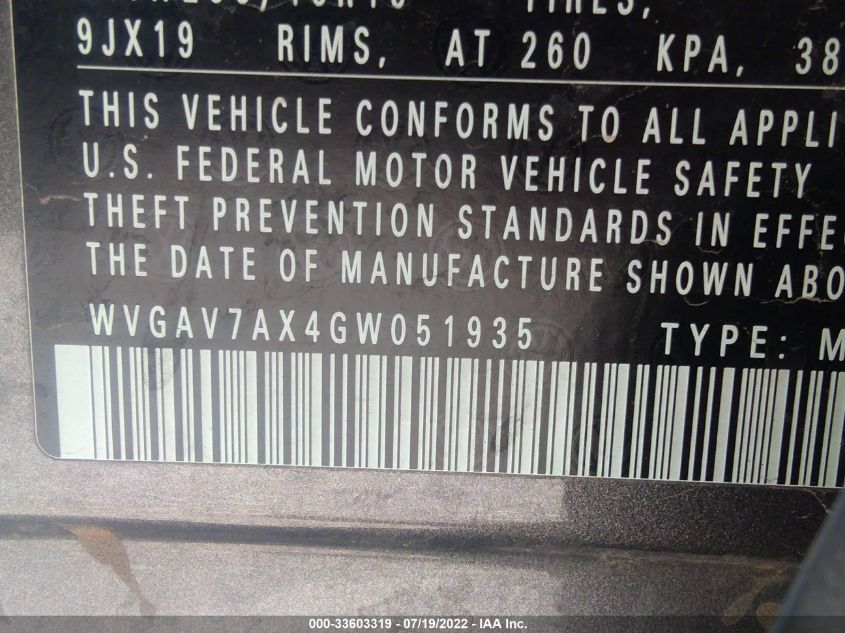 9JX19 RIMS, AT 260 KPA, 38
THIS VEHICLE CONFORMS TO ALL APPLI
U.S. FEDERAL MOTOR VEHICLE SAFETY
THEFT PREVENTION STANDARDS IN EFFE
THE DATE OF MANUFACTURE SHOWN ABO
WVGAV7AX4GW051935 TYPE: M
000-33603319 - 07/19/2022 - IAA Inc.